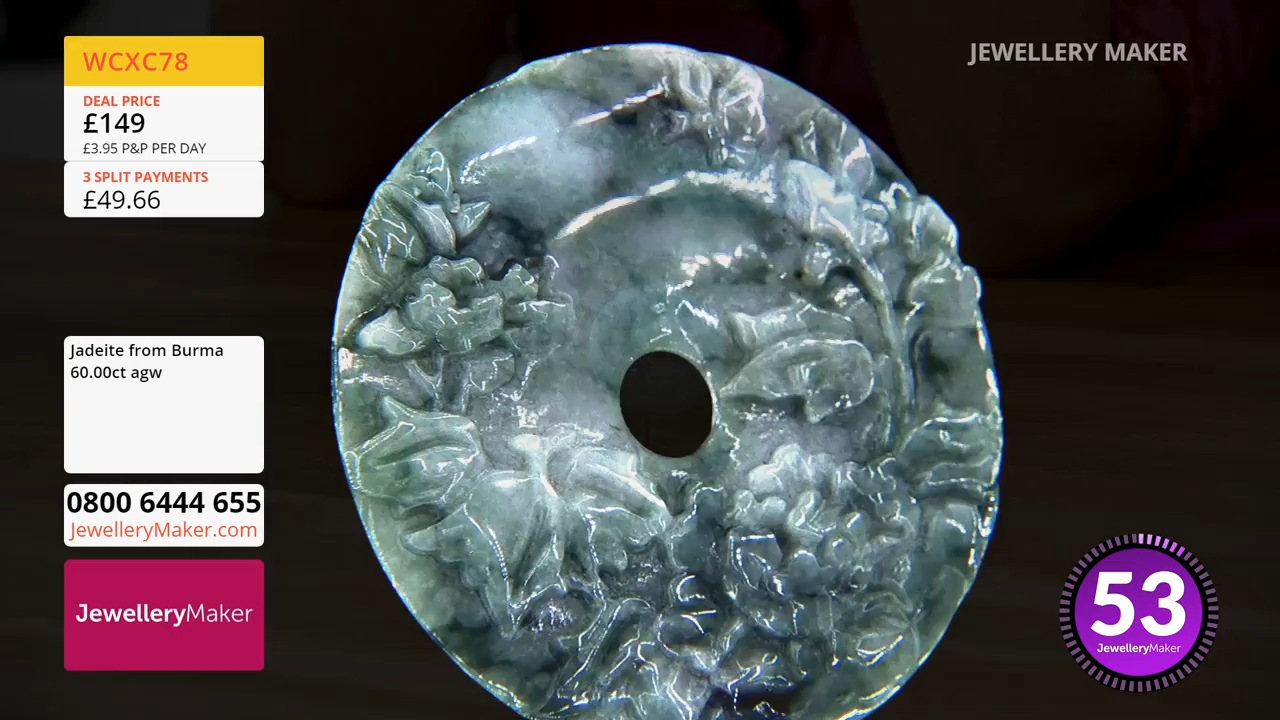 WCXC78
DEAL PRICE
£149
£3.95 P&P PER DAY
3 SPLIT PAYMENTS
£49.66
Jadeite from Burma
60.00ct agw
0800 6444 655
JewelleryMaker.com
JewelleryMaker
JEWELLERY MAKER
53
JewelleryMaker